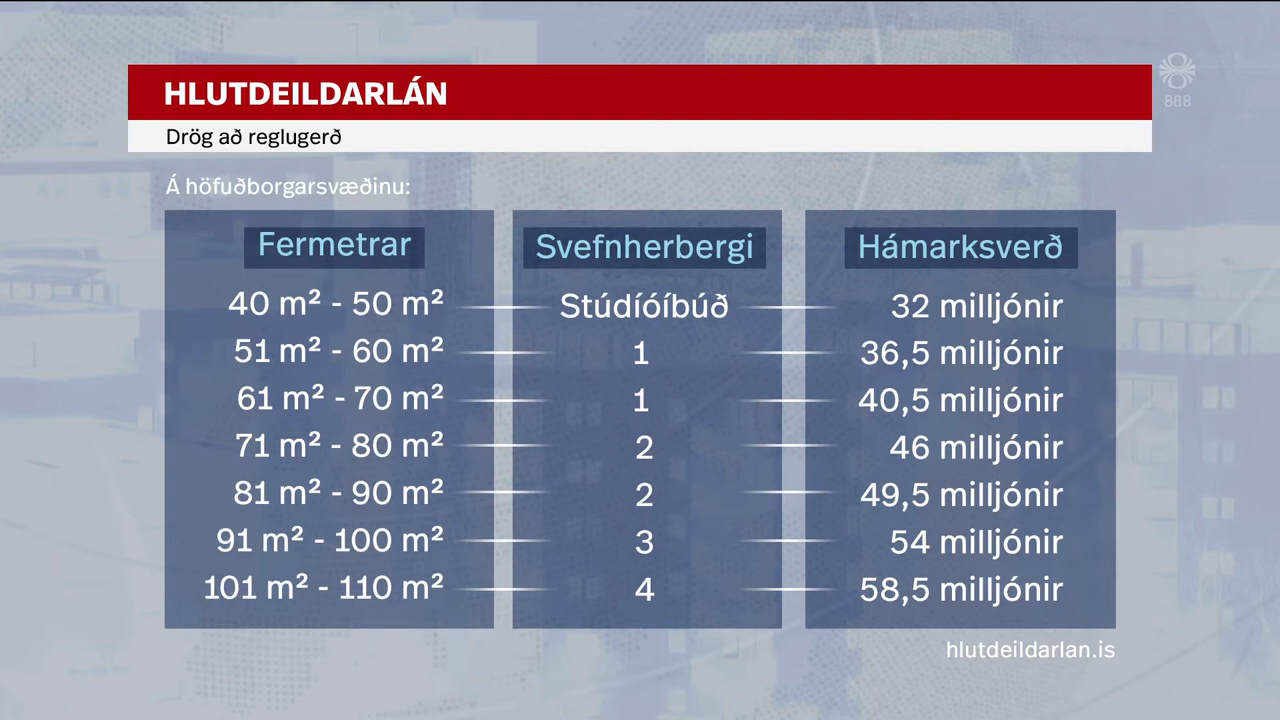 HLUTDEILDARLÁN
888
Drög að reglugerð
Á höfuðborgarsvæðinu:
Fermetrar Svefnherbergi Hámarksverð
40 m² - 50 m² Stúdíóíbúð 32 milljónir
51 m² - 60 m² 1 36,5 milljónir
61 m² - 70 m² 1 40,5 milljónir
71 m² - 80 m² 2 46 milljónir
81 m² - 90 m² 2 49,5 milljónir
91 m² - 100 m² 3 54 milljónir
101 m² - 110 m² 4 58,5 milljónir
hlutdeildarlan.is